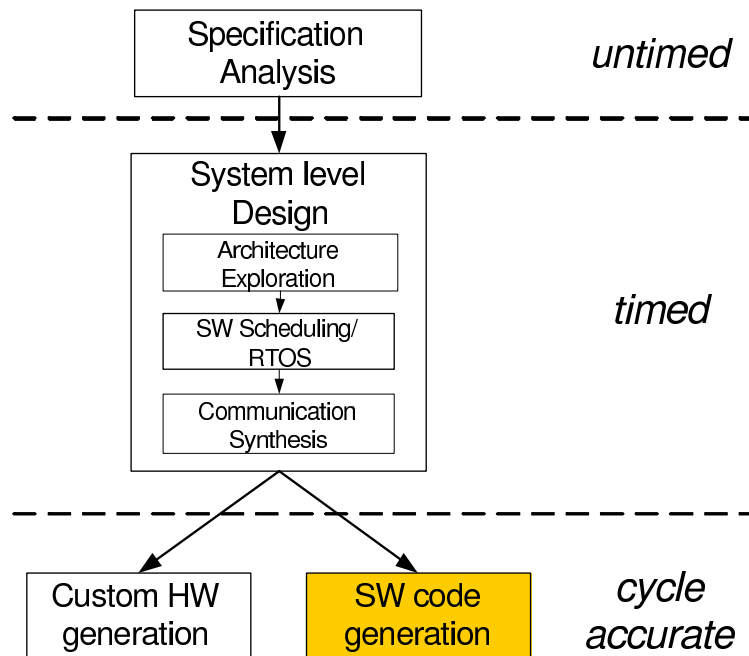 Specification
Analysis
untimed
System level
Design
Architecture
Exploration
SW Scheduling/
RTOS
Communication
Synthesis
timed
Custom HW
generation
SW code
generation
cycle
accurate